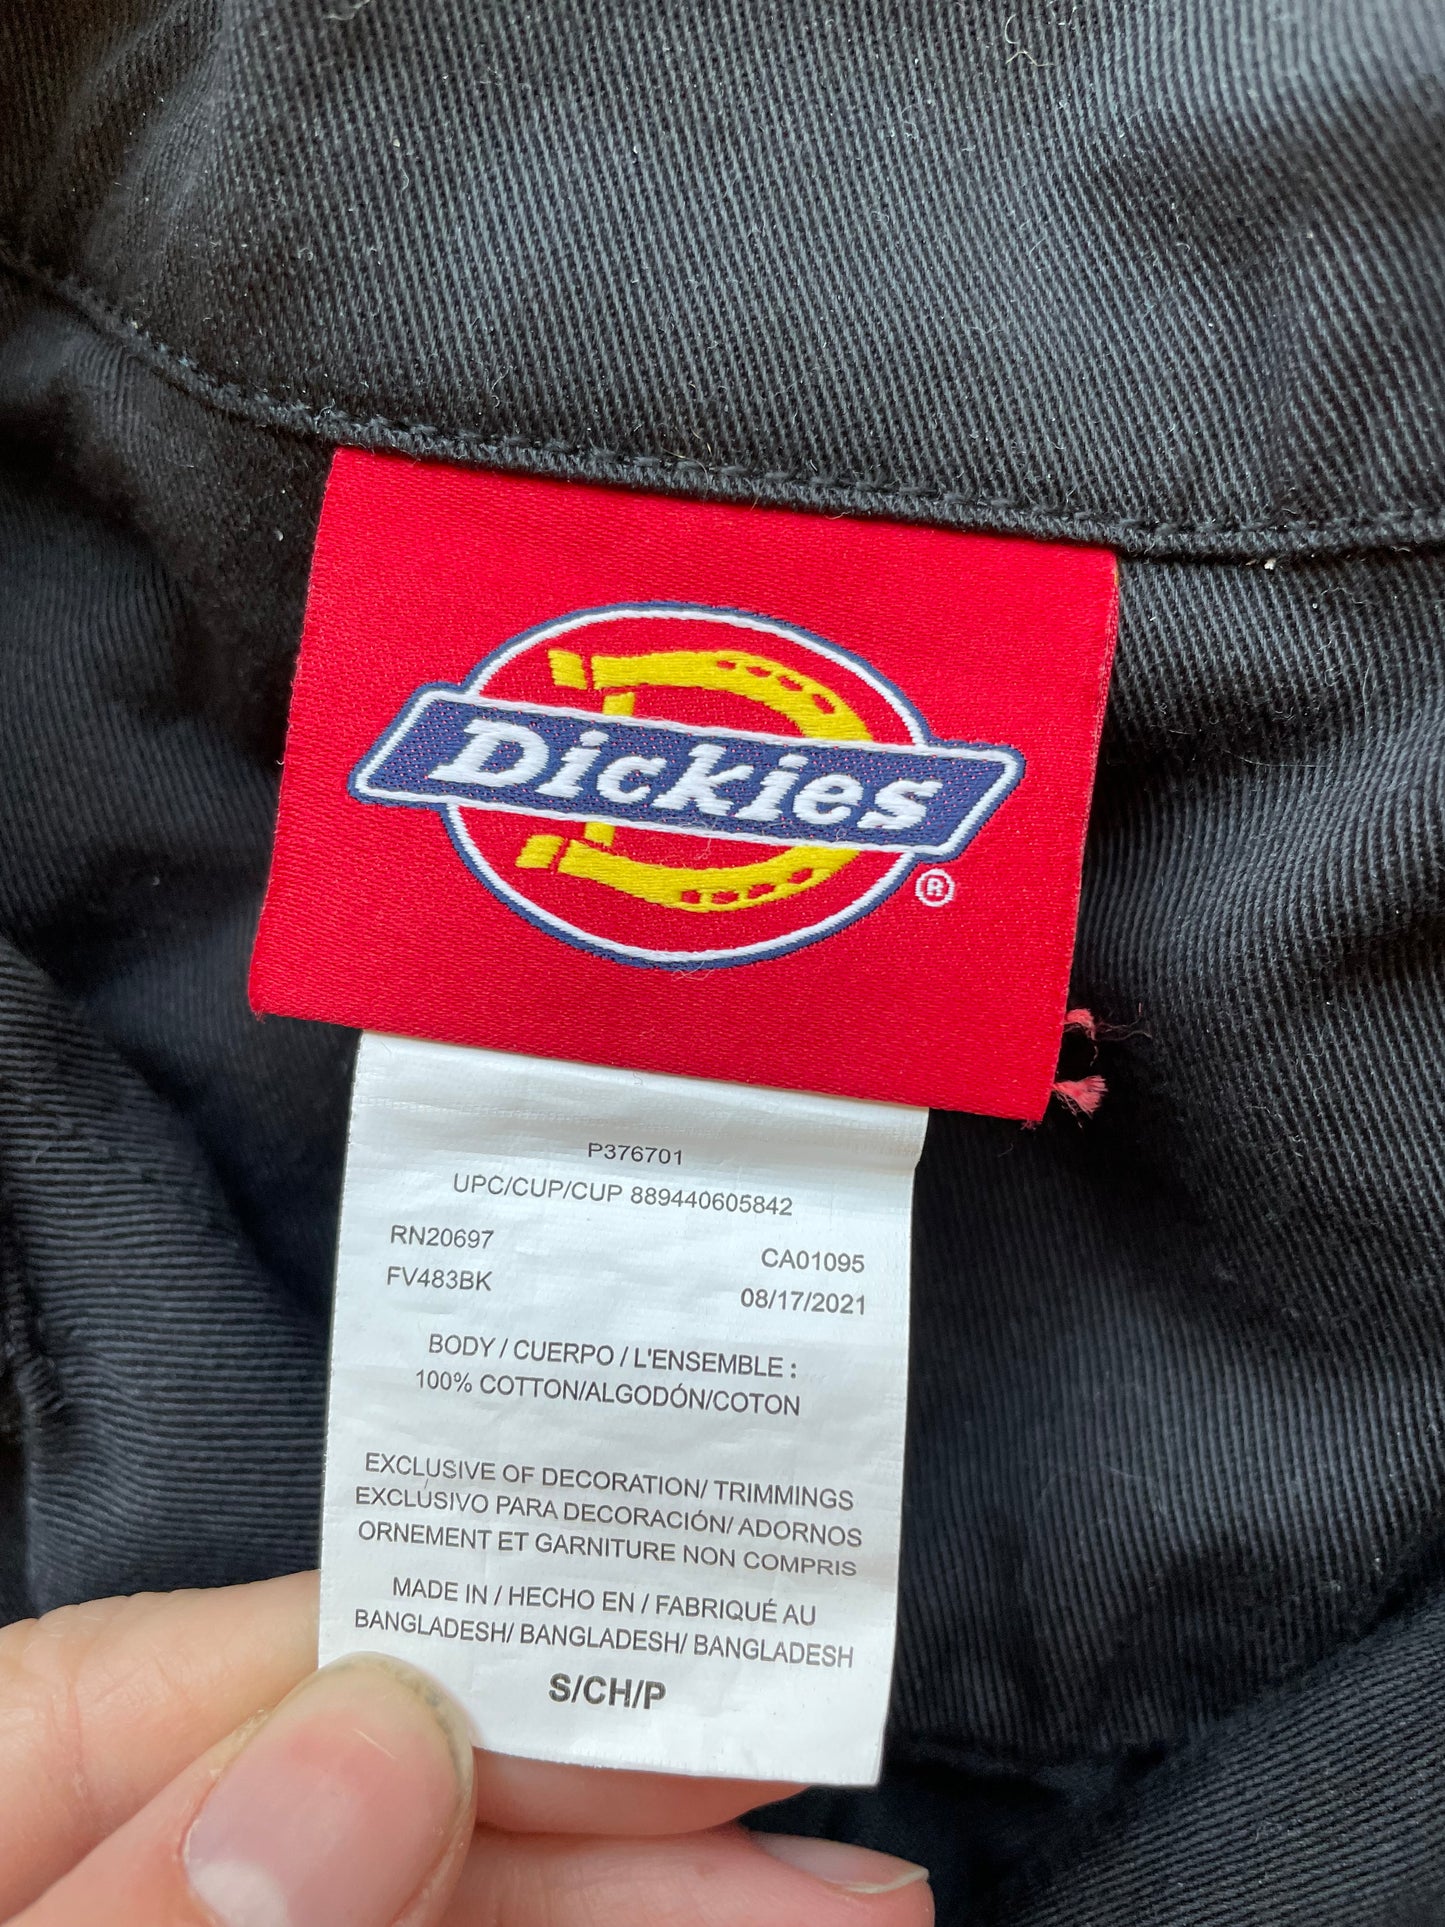 Dickies
®
P376701
UPC/CUP/CUP 889440605842
RN20697 CA01095
FV483BK 08/17/2021
BODY / CUERPO / L'ENSEMBLE :
100% COTTON/ALGODÓN/COTON
EXCLUSIVE OF DECORATION/ TRIMMINGS
EXCLUSIVO PARA DECORACIÓN/ ADORNOS
ORNEMENT ET GARNITURE NON COMPRIS
MADE IN / HECHO EN / FABRIQUÉ AU
BANGLADESH/ BANGLADESH/ BANGLADESH
S/CH/P